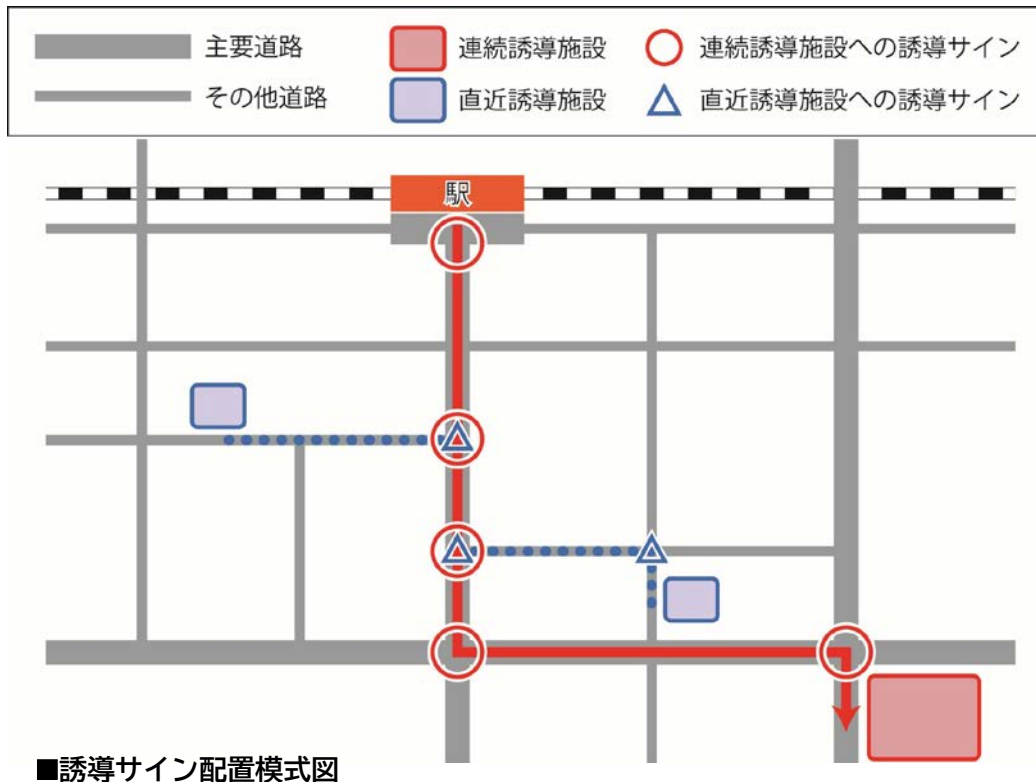 主要道路
連続誘導施設
連続誘導施設への誘導サイン
その他道路
直近誘導施設
直近誘導施設への誘導サイン
駅
■誘導サイン配置模式図